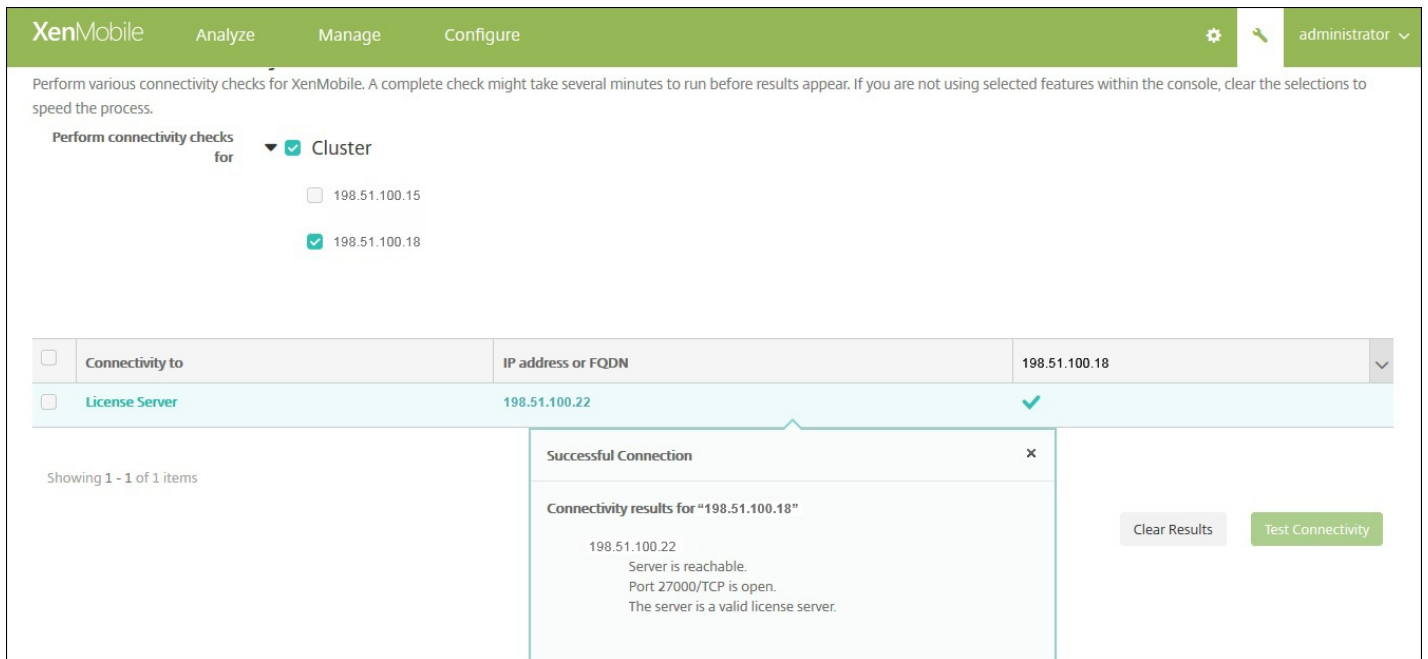 XenMobile Analyze Manage Configure administrator
Perform various connectivity checks for XenMobile. A complete check might take several minutes to run before results appear. If you are not using selected features within the console, clear the selections to
speed the process.
Perform connectivity checks
for
Cluster
198.51.100.15
198.51.100.18
Connectivity to IP address or FQDN 198.51.100.18
License Server 198.51.100.22
Showing 1 - 1 of 1 items
Successful Connection
Connectivity results for “198.51.100.18”
198.51.100.22
Server is reachable.
Port 27000/TCP is open.
The server is a valid license server.
Clear Results Test Connectivity